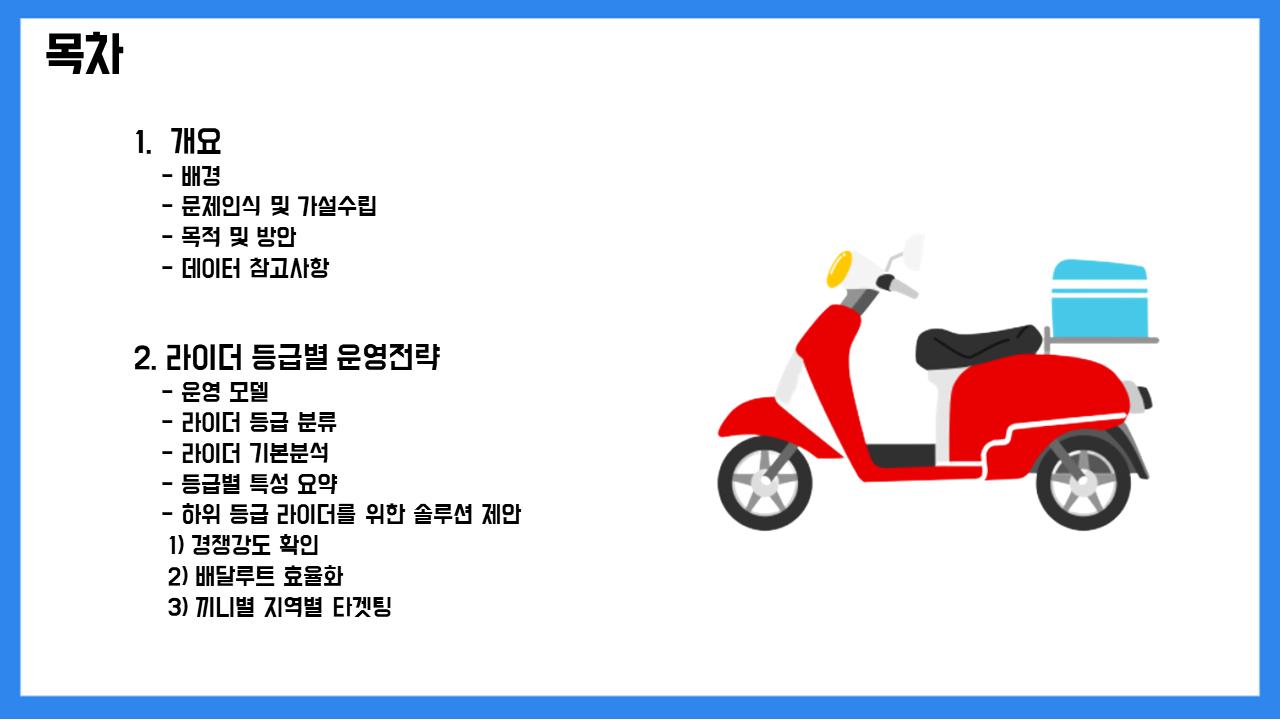 목차
1. 개요
- 배경
- 문제인식 및 가설수립
- 목적 및 방안
- 데이터 참고사항
2. 라이더 등급별 운영전략
- 운영 모델
- 라이더 등급 분류
- 라이더 기본분석
- 등급별 특성 요약
- 하위 등급 라이더를 위한 솔루션 제안
1) 경쟁강도 확인
2) 배달루트 효율화
3) 끼니별 지역별 타겟팅